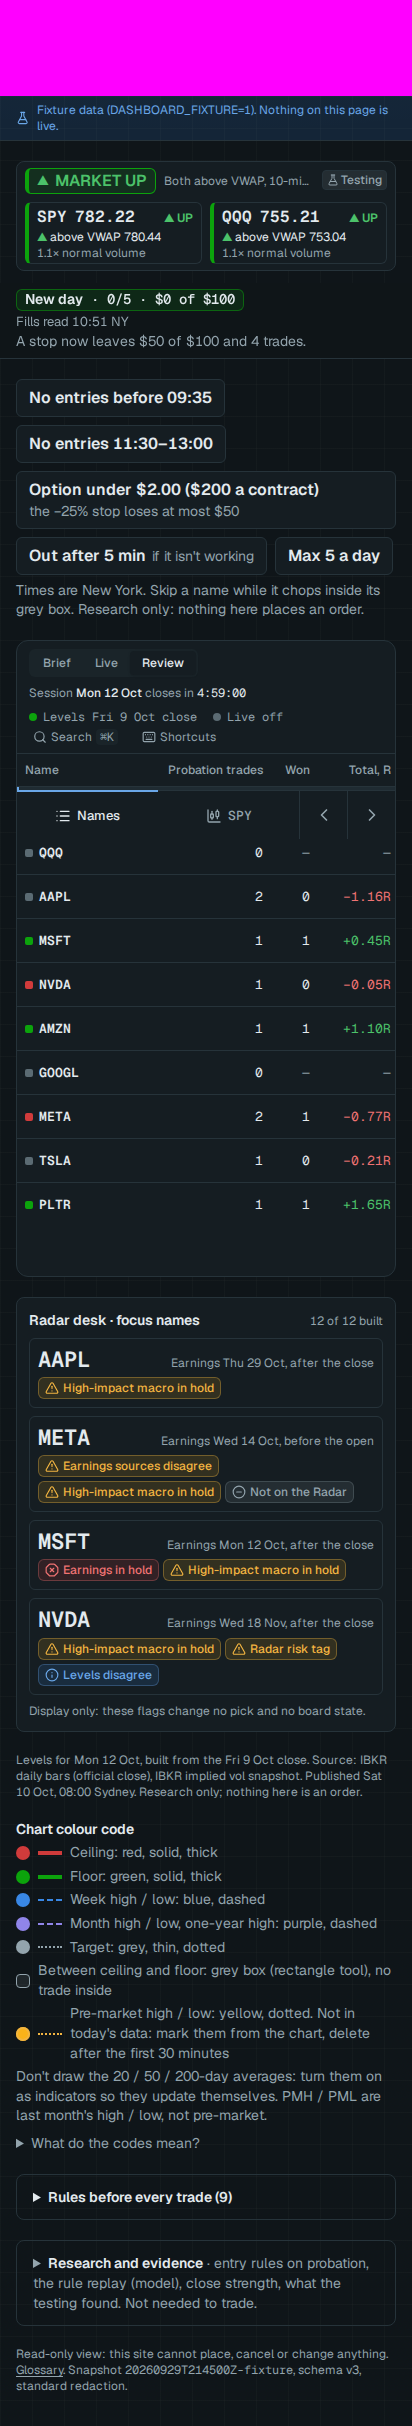 Fixture data (DASHBOARD_FIXTURE=1). Nothing on this page is
live.
▲ MARKET UP Both above VWAP, 10-mi… Testing
SPY 782.22 ▲ UP QQQ 755.21 ▲ UP
▲ above VWAP 780.44 ▲ above VWAP 753.04
1.1× normal volume 1.1× normal volume
New day · 0/5 · $0 of $100
Fills read 10:51 NY
A stop now leaves $50 of $100 and 4 trades.
No entries before 09:35
No entries 11:30–13:00
Option under $2.00 ($200 a contract)
the −25% stop loses at most $50
Out after 5 min if it isn't working Max 5 a day
Times are New York. Skip a name while it chops inside its
grey box. Research only: nothing here places an order.
Brief Live Review
Session Mon 12 Oct closes in 4:59:00
Levels Fri 9 Oct close Live off
Search ⌘K Shortcuts
Name Probation trades Won Total, R
Names SPY
QQQ 0 – –
AAPL 2 0 −1.16R
MSFT 1 1 +0.45R
NVDA 1 0 −0.05R
AMZN 1 1 +1.10R
GOOGL 0 – –
META 2 1 −0.77R
TSLA 1 0 −0.21R
PLTR 1 1 +1.65R
Radar desk · focus names 12 of 12 built
AAPL Earnings Thu 29 Oct, after the close
High-impact macro in hold
META Earnings Wed 14 Oct, before the open
Earnings sources disagree
High-impact macro in hold Not on the Radar
MSFT Earnings Mon 12 Oct, after the close
Earnings in hold High-impact macro in hold
NVDA Earnings Wed 18 Nov, after the close
High-impact macro in hold Radar risk tag
Levels disagree
Display only: these flags change no pick and no board state.
Levels for Mon 12 Oct, built from the Fri 9 Oct close. Source: IBKR
daily bars (official close), IBKR implied vol snapshot. Published Sat
10 Oct, 08:00 Sydney. Research only; nothing here is an order.
Chart colour code
Ceiling: red, solid, thick
Floor: green, solid, thick
Week high / low: blue, dashed
Month high / low, one-year high: purple, dashed
Target: grey, thin, dotted
Between ceiling and floor: grey box (rectangle tool), no
trade inside
Pre-market high / low: yellow, dotted. Not in
today's data: mark them from the chart, delete
after the first 30 minutes
Don't draw the 20 / 50 / 200-day averages: turn them on
as indicators so they update themselves. PMH / PML are
last month's high / low, not pre-market.
▶ What do the codes mean?
▶ Rules before every trade (9)
▶ Research and evidence · entry rules on probation,
the rule replay (model), close strength, what the
testing found. Not needed to trade.
Read-only view: this site cannot place, cancel or change anything.
Glossary. Snapshot 20260929T214500Z-fixture, schema v3,
standard redaction.